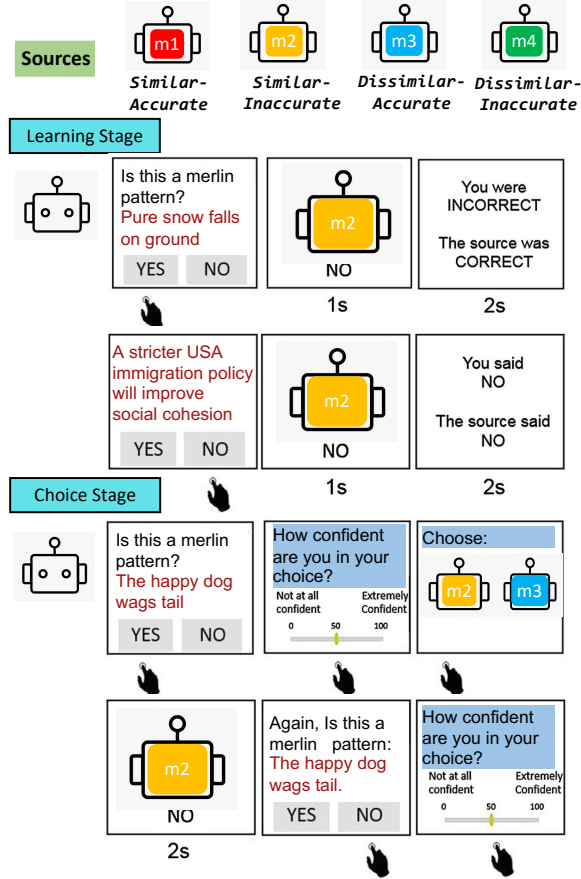 Sources
m1
m2
m3
m4
Similar-
Accurate
Similar-
Inaccurate
Dissimilar-
Accurate
Dissimilar-
Inaccurate
Learning Stage
Is this a merlin
pattern?
Pure snow falls
on ground
YES
NO
m2
NO
1s
You were
INCORRECT
The source was
CORRECT
2s
A stricter USA
immigration policy
will improve
social cohesion
YES
NO
m2
NO
1s
You said
NO
The source said
NO
2s
Choice Stage
Is this a merlin
pattern?
The happy dog
wags tail
YES
NO
How confident
are you in your
choice?
Not at all
confident
Extremely
Confident
0
50
100
Choose:
m2
m3
m2
NO
2s
Again, Is this a
merlin pattern:
The happy dog
wags tail.
YES
NO
How confident
are you in your
choice?
Not at all
confident
Extremely
Confident
0
50
100